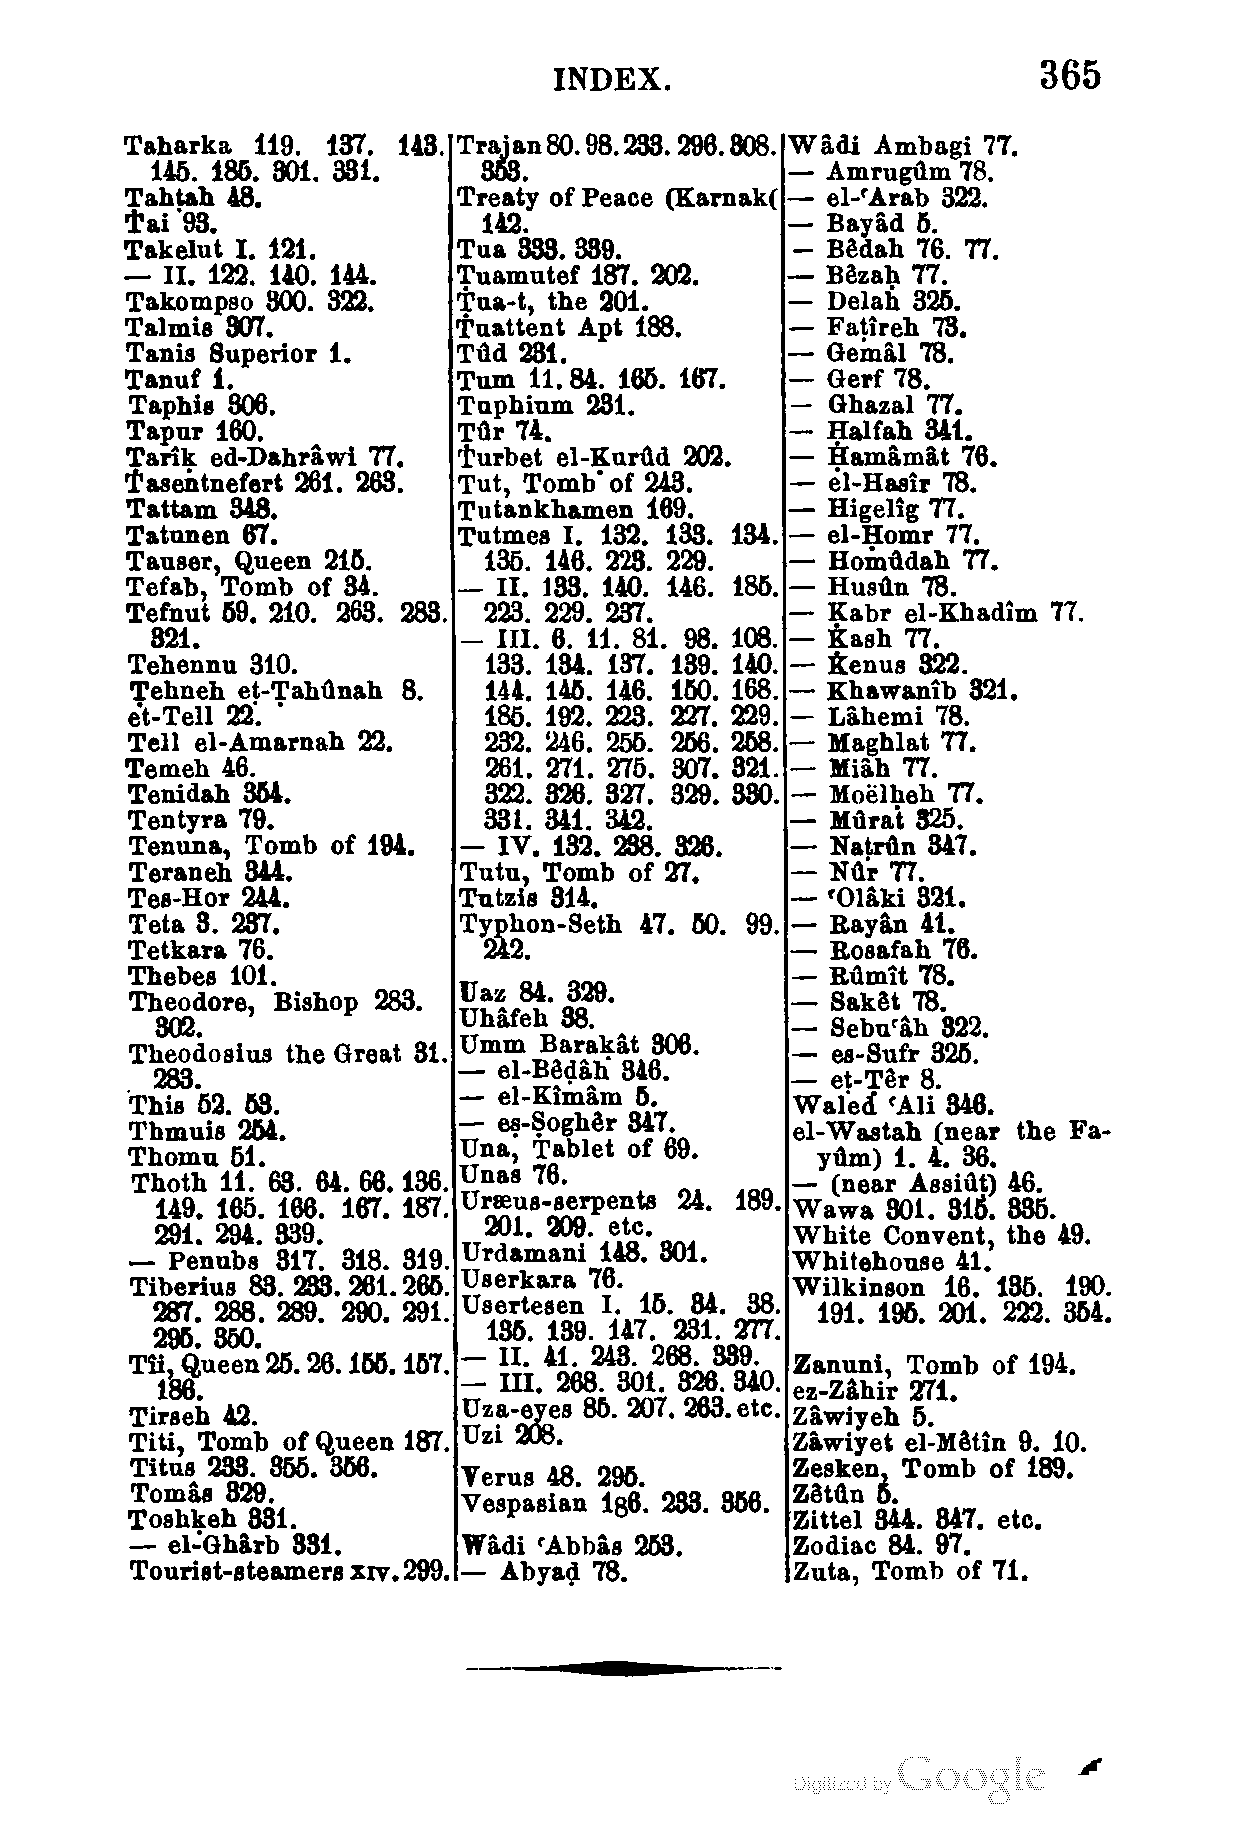 INDEX.
365
Taharka 119. 137. 143.
145. 185. 301. 331.
Tahṭah 48.
Ṫai 93.
Takelut I. 121.
— II. 122. 140. 144.
Takompso 300. 322.
Talmis 307.
Tanis Superior 1.
Tanuf 1.
Taphis 306.
Tapur 160.
Tarîḳ ed-Dahrâwi 77.
Ṫasentnefert 261. 263.
Tattam 348.
Tatunen 67.
Tauser, Queen 215.
Tefab, Tomb of 34.
Tefnut 59. 210. 263. 283.
321.
Tehennu 310.
Ṭehneh eṭ-Ṭahûnah 8.
et-Tell 22.
Tell el-Amarnah 22.
Temeh 46.
Tenidah 354.
Tentyra 79.
Tenuna, Tomb of 194.
Teraneh 344.
Tes-Hor 244.
Teta 3. 237.
Tetkara 76.
Thebes 101.
Theodore, Bishop 283.
302.
Theodosius the Great 31.
283.
This 52. 53.
Thmuis 254.
Thomu 51.
Thoth 11. 63. 64. 66. 136.
149. 165. 166. 167. 187.
291. 294. 339.
— Penubs 317. 318. 319.
Tiberius 83. 233. 261. 265.
287. 288. 289. 290. 291.
295. 350.
Tîi, Queen 25. 26. 155. 157.
186.
Tirseh 42.
Titi, Tomb of Queen 187.
Titus 233. 355. 356.
Tomâs 329.
Toshḳeh 331.
— el-Ghârb 331.
Tourist-steamers XIV. 299.
Trajan 80. 98. 233. 296. 308.
353.
Treaty of Peace (Karnak(
142.
Tua 333. 339.
Ṭuamutef 187. 202.
Ṫua-t, the 201.
Ṫuattent Apt 188.
Tûd 231.
Tum 11. 84. 165. 167.
Tuphium 231.
Tûr 74.
Ṫurbet el-Ḳurûd 202.
Tut, Tomb of 243.
Tutankhamen 169.
Tutmes I. 132. 133. 134.
135. 146. 223. 229.
— II. 133. 140. 146. 185.
223. 229. 237.
— III. 6. 11. 81. 98. 108.
133. 134. 137. 139. 140.
144. 145. 146. 150. 168.
185. 192. 223. 227. 229.
232. 246. 255. 256. 258.
261. 271. 275. 307. 321.
322. 326. 327. 329. 330.
331. 341. 342.
— IV. 132. 238. 326.
Tutu, Tomb of 27.
Tutzis 314.
Typhon-Seth 47. 50. 99.
242.
Uaz 84. 329.
Uhâfeh 38.
Umm Baraḳât 306.
— el-Bêḍâh 346.
— el-Kîmâm 5.
— eṣ-Ṣoghêr 347.
Una, Tablet of 69.
Unas 76.
Uræus-serpents 24. 189.
201. 209. etc.
Urdamani 148. 301.
Userkara 76.
Usertesen I. 15. 34. 38.
135. 139. 147. 231. 277.
— II. 41. 243. 268. 339.
— III. 268. 301. 326. 340.
Uza-eyes 85. 207. 263. etc.
Uzi 208.
Verus 48. 295.
Vespasian 186. 233. 356.
Wâdi ʿAbbâs 253.
— Abyaḍ 78.
Wâdi Ambagi 77.
— Amrugûm 78.
— el-ʿArab 322.
— Bayâd 5.
— Bêdah 76. 77.
— Bêzaḥ 77.
— Delah 325.
— Faṭîreh 73.
— Gemâl 78.
— Gerf 78.
— Ghazal 77.
— Ḥalfah 341.
— Ḥamâmât 76.
— el-Hasîr 78.
— Higelîg 77.
— el-Ḥomr 77.
— Homûdah 77.
— Husûn 78.
— Ḳabr el-Khadîm 77.
— Ḳash 77.
— Ḳenus 322.
— Khawanîb 321.
— Lâhemi 78.
— Maghlat 77.
— Miâh 77.
— Moëlḥeh 77.
— Mûrat 325.
— Naṭrûn 347.
— Nûr 77.
— ʿOlâki 321.
— Rayân 41.
— Rosafah 76.
— Rûmît 78.
— Sakêt 78.
— Sebuʿâh 322.
— es-Sufr 325.
— eṭ-Têr 8.
Waled ʿAli 346.
el-Wastah (near the Fa-
yûm) 1. 4. 36.
— (near Assiûṭ) 46.
Wawa 301. 315. 335.
White Convent, the 49.
Whitehouse 41.
Wilkinson 16. 135. 190.
191. 195. 201. 222. 354.
Zanuni, Tomb of 194.
ez-Zâhir 271.
Zâwiyeh 5.
Zâwiyet el-Mêtîn 9. 10.
Zesken, Tomb of 189.
Zêtûn 5.
Zittel 344. 347. etc.
Zodiac 84. 97.
Zuta, Tomb of 71.
Digitized by Google